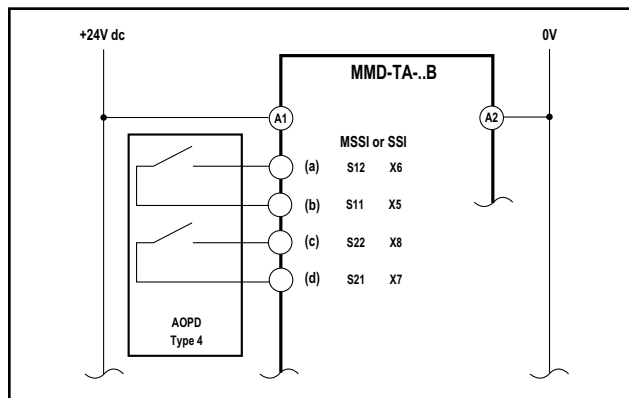 +24V dc 0V
MMD-TA-..B
A1 A2
MSSI or SSI
(a) S12 X6
(b) S11 X5
(c) S22 X8
(d) S21 X7
AOPD
Type 4